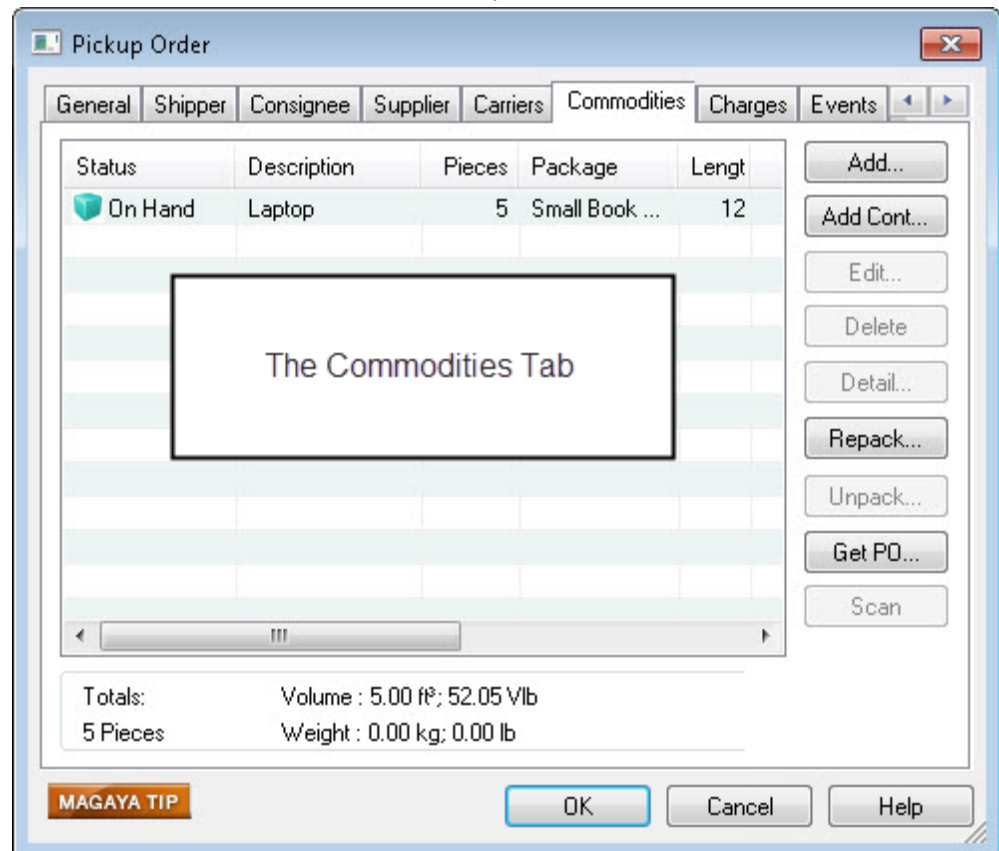 Pickup Order
General Shipper Consignee Supplier Carriers Commodities Charges Events
Status Description Pieces Package Lengt
On Hand Laptop 5 Small Book ... 12
The Commodities Tab
Add...
Add Cont...
Edit...
Delete
Detail...
Repack...
Unpack...
Get PO...
Scan
Totals: Volume : 5.00 ft³; 52.05 Vlb
5 Pieces Weight : 0.00 kg; 0.00 lb
MAGAYA TIP OK Cancel Help